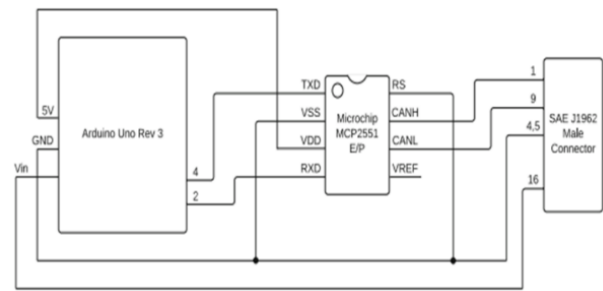 5V
GND
Vin
Arduino Uno Rev 3
4
2
TXD
VSS
VDD
RXD
Microchip
MCP2551
E/P
RS
CANH
CANL
VREF
1
9
4,5
16
SAE J1962
Male
Connector